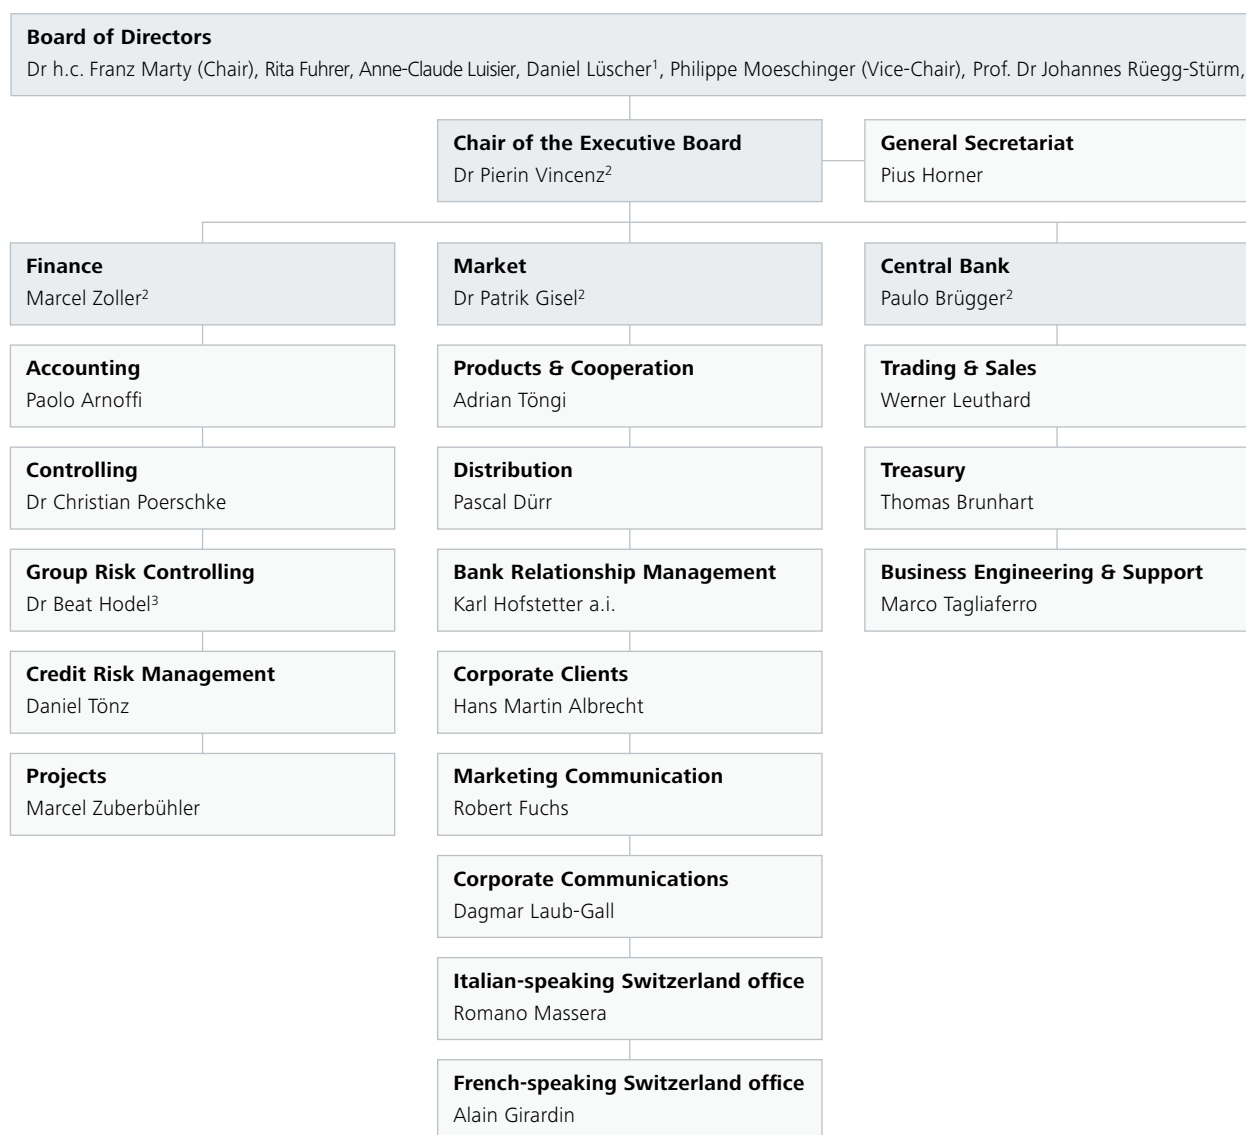 Board of Directors
Dr h.c. Franz Marty (Chair), Rita Fuhrer, Anne-Claude Luisier, Daniel Lüscher¹, Philippe Moeschinger (Vice-Chair), Prof. Dr Johannes Rüegg-Stürm,
Chair of the Executive Board
Dr Pierin Vincenz²
General Secretariat
Pius Horner
Finance
Marcel Zoller²
Market
Dr Patrik Gisel²
Central Bank
Paulo Brügger²
Accounting
Paolo Arnoffi
Products & Cooperation
Adrian Töngi
Trading & Sales
Werner Leuthard
Controlling
Dr Christian Poerschke
Distribution
Pascal Dürr
Treasury
Thomas Brunhart
Group Risk Controlling
Dr Beat Hodel³
Bank Relationship Management
Karl Hofstetter a.i.
Business Engineering & Support
Marco Tagliaferro
Credit Risk Management
Daniel Tönz
Corporate Clients
Hans Martin Albrecht
Projects
Marcel Zuberbühler
Marketing Communication
Robert Fuchs
Corporate Communications
Dagmar Laub-Gall
Italian-speaking Switzerland office
Romano Massera
French-speaking Switzerland office
Alain Girardin